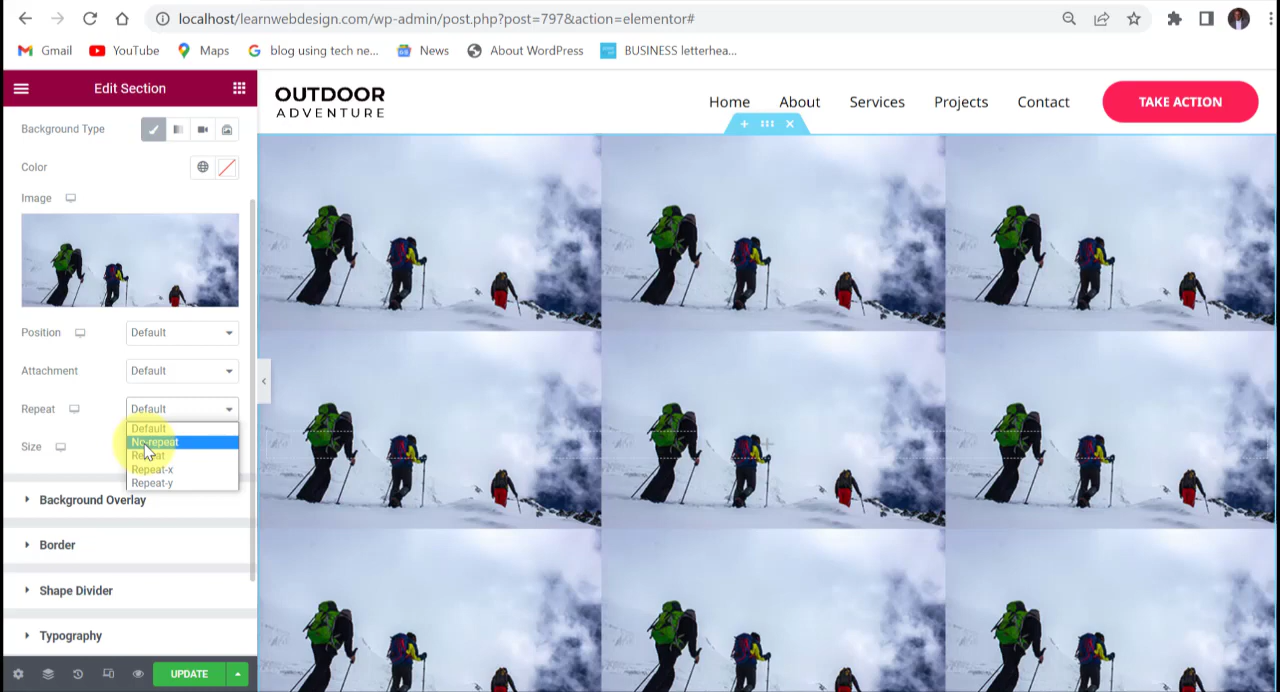 localhost/learnwebdesign.com/wp-admin/post.php?post=797&action=elementor#
Gmail YouTube Maps blog using tech ne... News About WordPress BUSINESS letterhea...
Edit Section
OUTDOOR
ADVENTURE
Home About Services Projects Contact TAKE ACTION
Background Type
Color
Image
Position Default
Attachment Default
Repeat Default
Default
No-repeat
Size
Repeat
Repeat-x
Repeat-y
Background Overlay
Border
Shape Divider
Typography
UPDATE